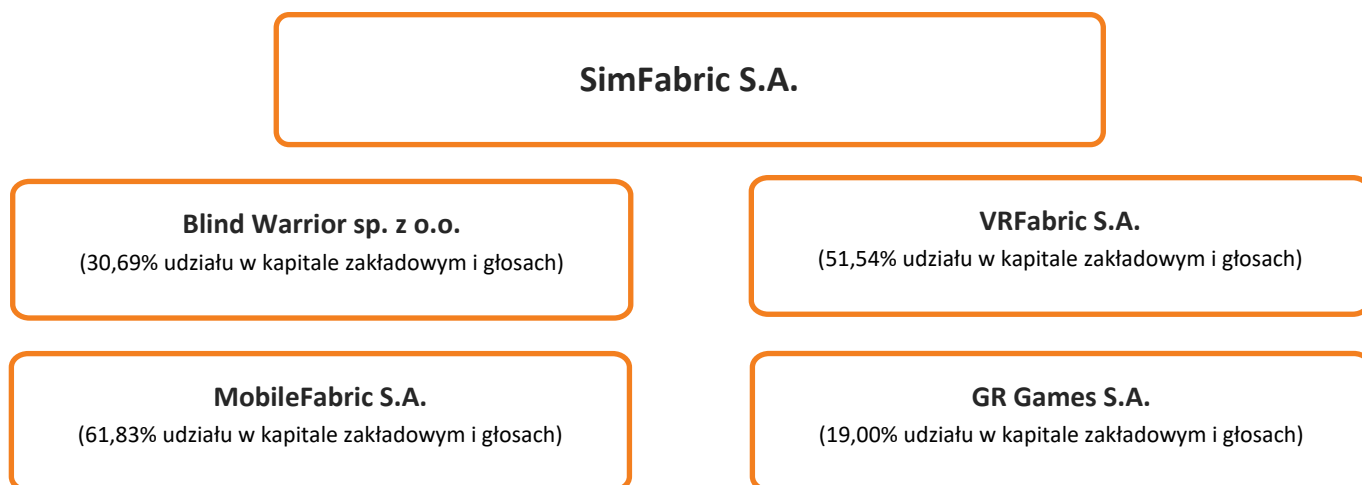 SimFabric S.A.
Blind Warrior sp. z o.o.
(30,69% udziału w kapitale zakładowym i głosach)
VRFabric S.A.
(51,54% udziału w kapitale zakładowym i głosach)
MobileFabric S.A.
(61,83% udziału w kapitale zakładowym i głosach)
GR Games S.A.
(19,00% udziału w kapitale zakładowym i głosach)